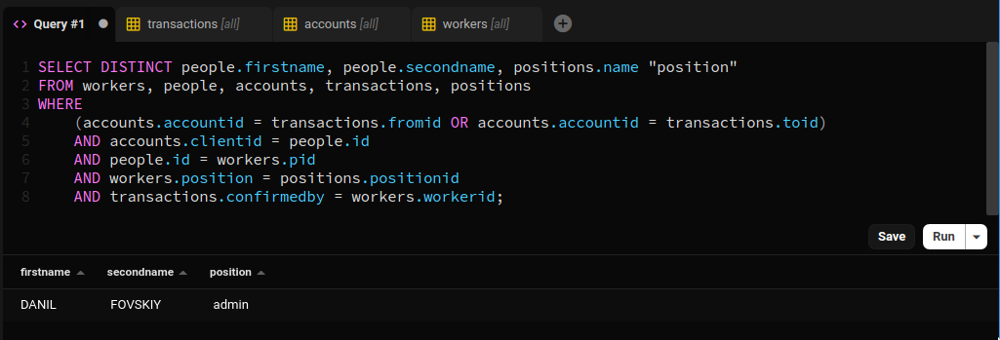 <> Query #1 transactions [all] accounts [all] workers [all]
1 SELECT DISTINCT people.firstname, people.secondname, positions.name "position"
2 FROM workers, people, accounts, transactions, positions
3 WHERE
4 (accounts.accountid = transactions.fromid OR accounts.accountid = transactions.toid)
5 AND accounts.clientid = people.id
6 AND people.id = workers.pid
7 AND workers.position = positions.positionid
8 AND transactions.confirmedby = workers.workerid;
Save Run
firstname secondname position
DANIL FOVSKIY admin